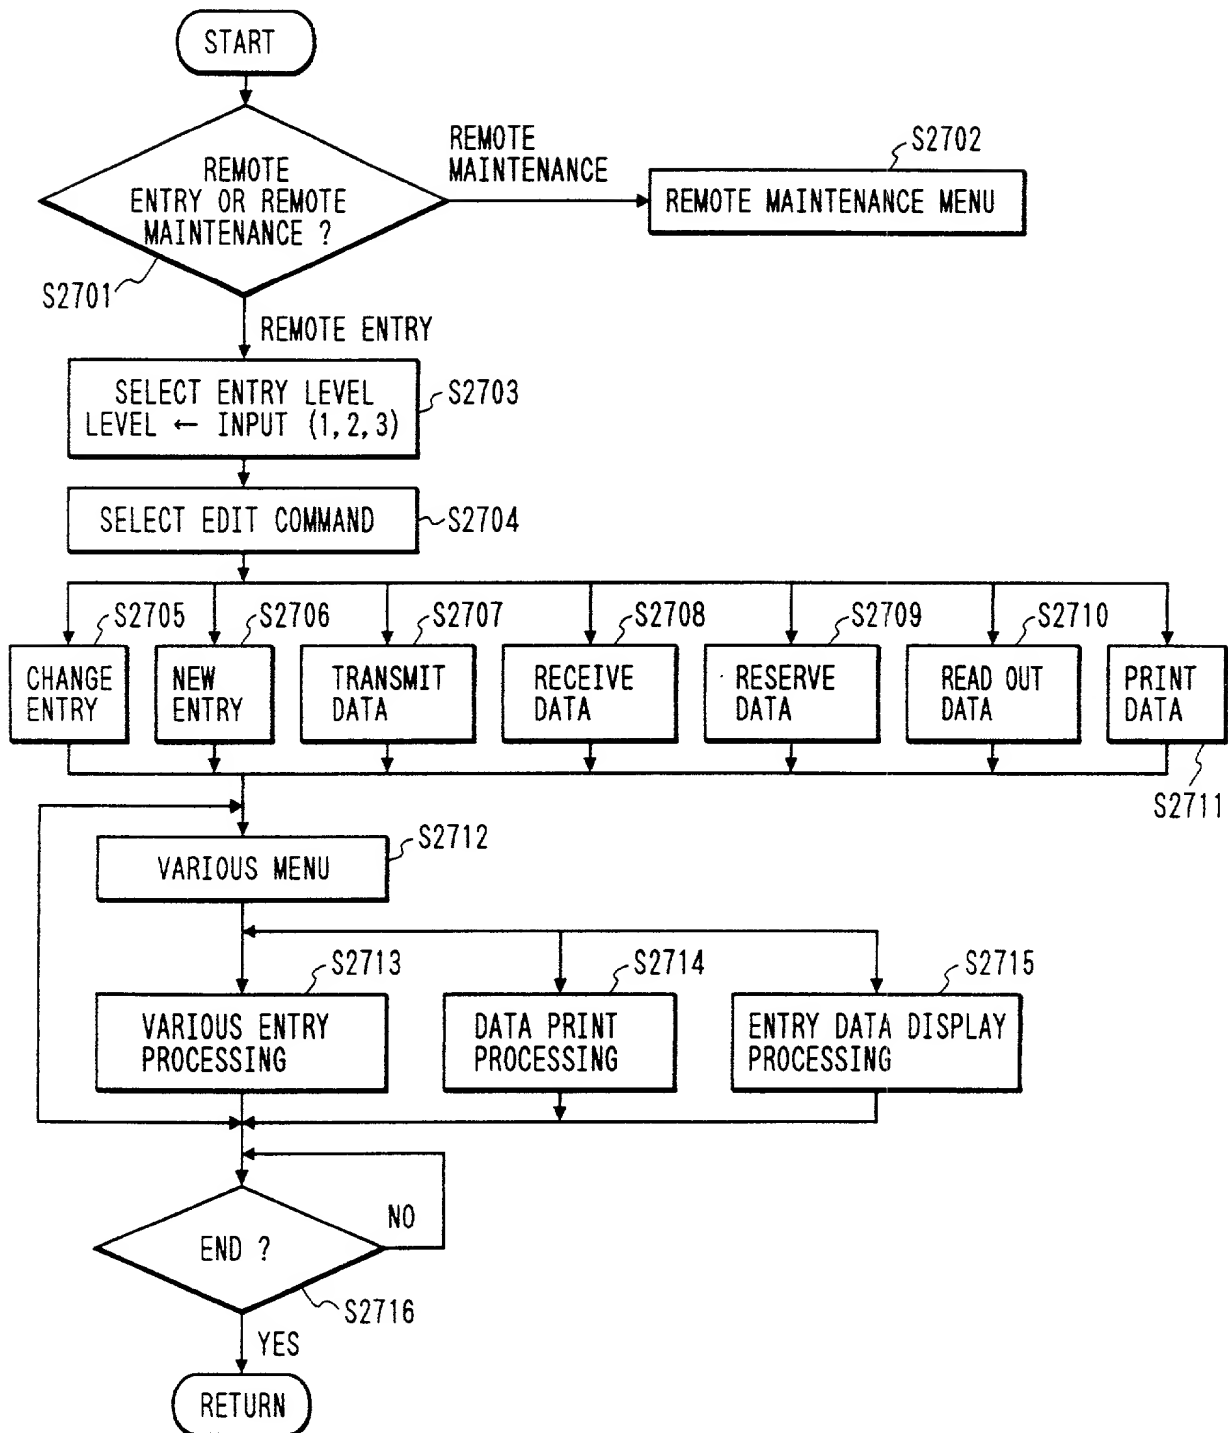 START
REMOTE
ENTRY OR REMOTE
MAINTENANCE ?
S2701
REMOTE
MAINTENANCE
S2702
REMOTE MAINTENANCE MENU
REMOTE ENTRY
SELECT ENTRY LEVEL
LEVEL ← INPUT (1, 2, 3)
S2703
SELECT EDIT COMMAND
S2704
S2705
CHANGE
ENTRY
S2706
NEW
ENTRY
S2707
TRANSMIT
DATA
S2708
RECEIVE
DATA
S2709
RESERVE
DATA
S2710
READ OUT
DATA
PRINT
DATA
S2711
S2712
VARIOUS MENU
S2713
VARIOUS ENTRY
PROCESSING
S2714
DATA PRINT
PROCESSING
S2715
ENTRY DATA DISPLAY
PROCESSING
END ?
NO
S2716
YES
RETURN